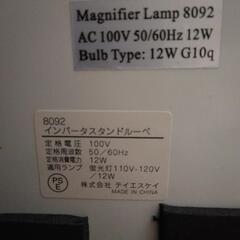 Magnifier Lamp 8092
AC 100V 50/60Hz 12W
Bulb Type: 12W G10q
8092
インバータスタンドルーペ
定格電圧:100V
定格周波数:50/60Hz
定格消費電力:12W
適用ランプ:蛍光灯110V-120V
/12W
PS
E
株式会社 テイエスケイ
MADE IN CHINA